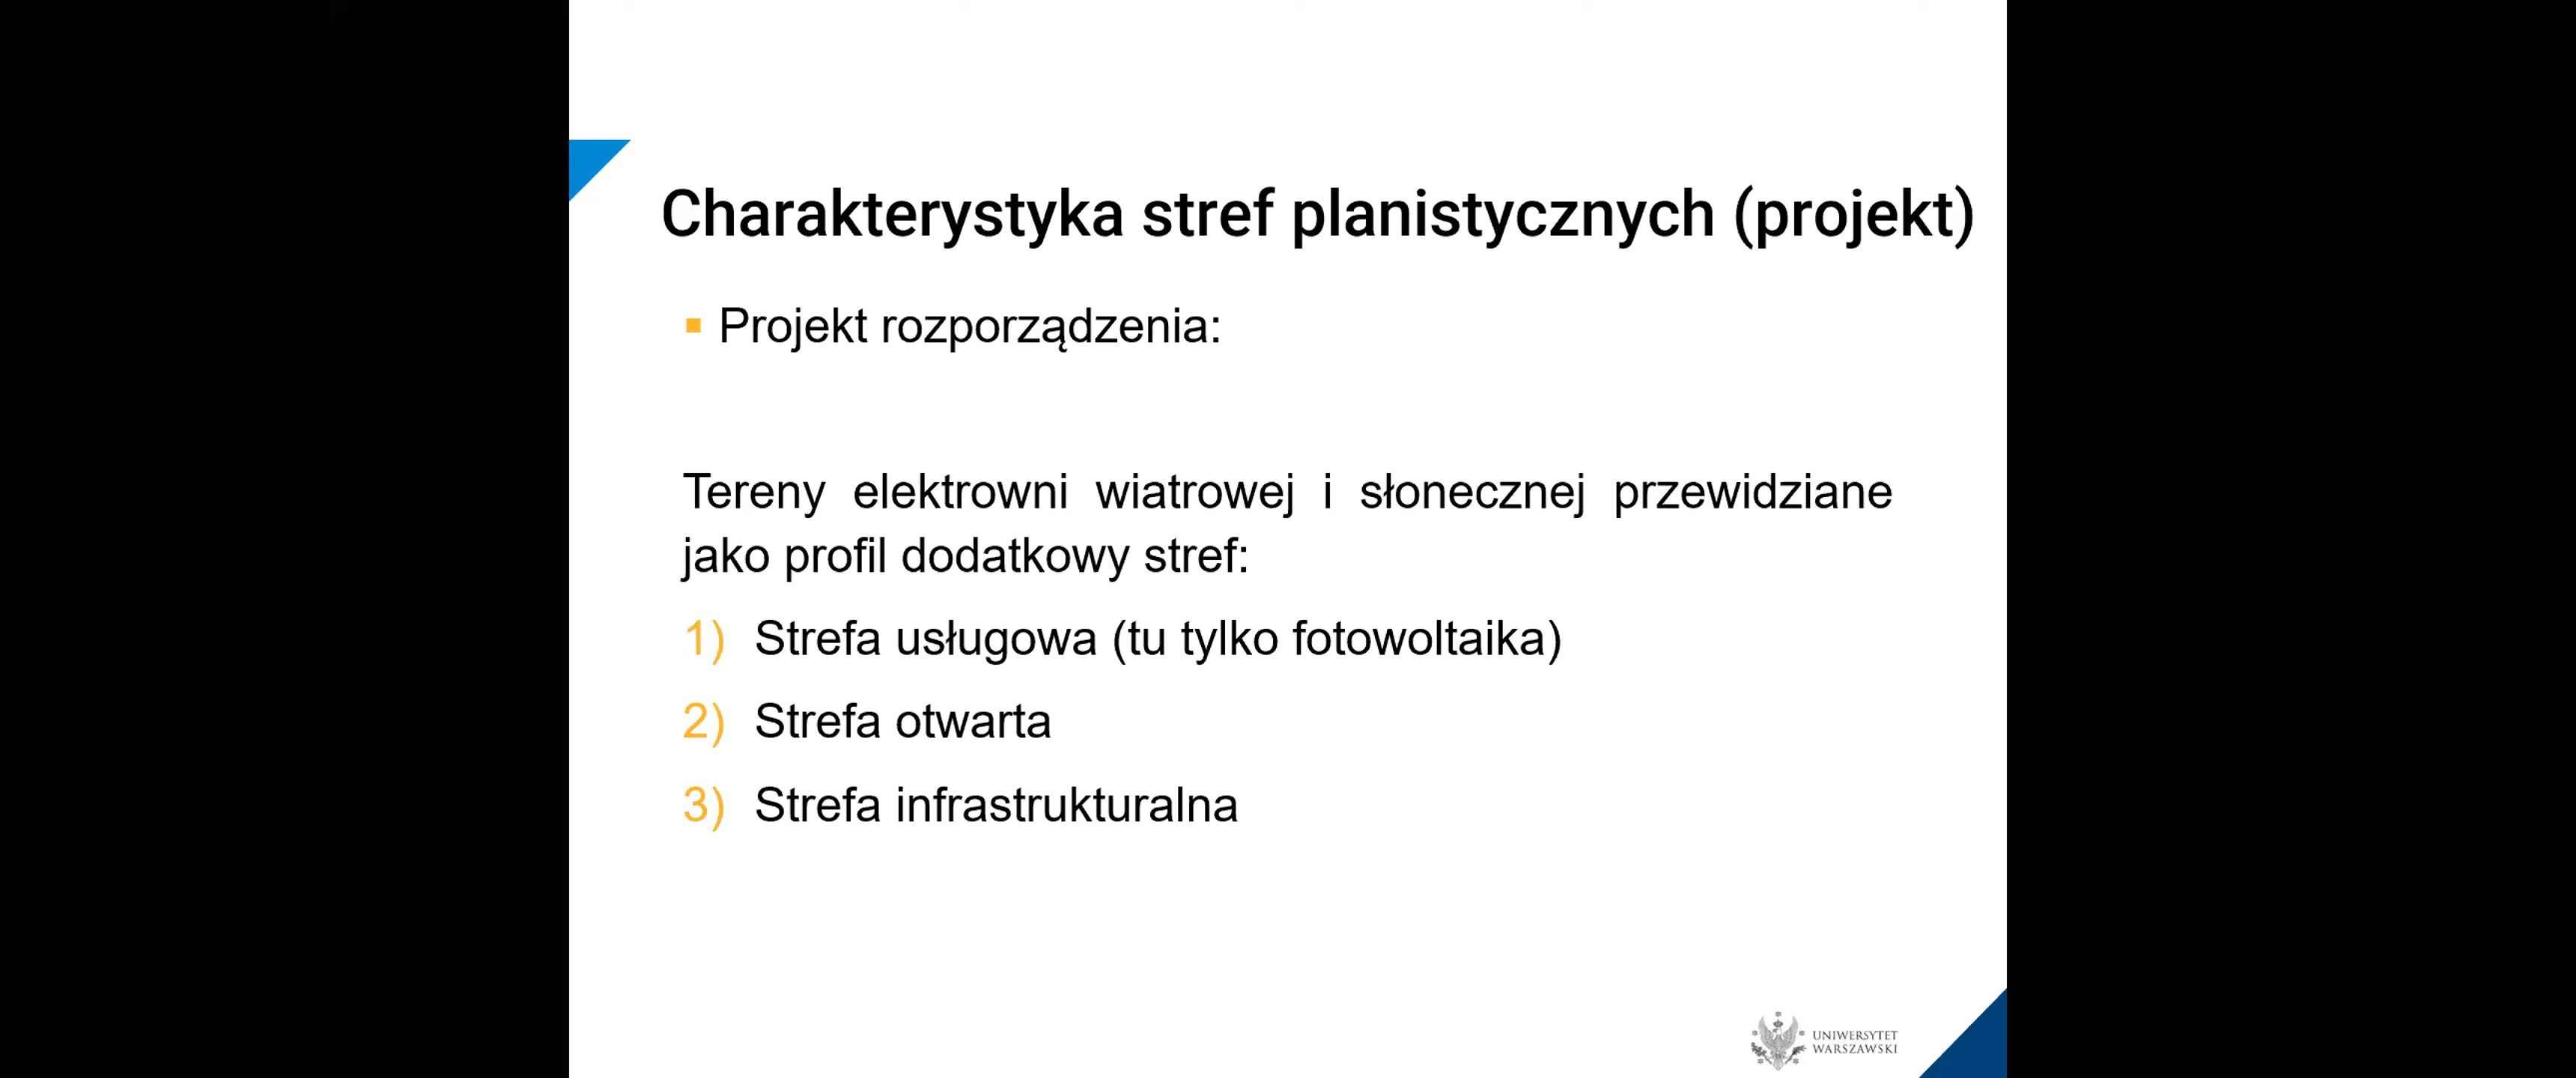 Charakterystyka stref planistycznych (projekt)
▪ Projekt rozporządzenia:
Tereny elektrowni wiatrowej i słonecznej przewidziane
jako profil dodatkowy stref:
1) Strefa usługowa (tu tylko fotowoltaika)
2) Strefa otwarta
3) Strefa infrastrukturalna
UNIWERSYTET
WARSZAWSKI